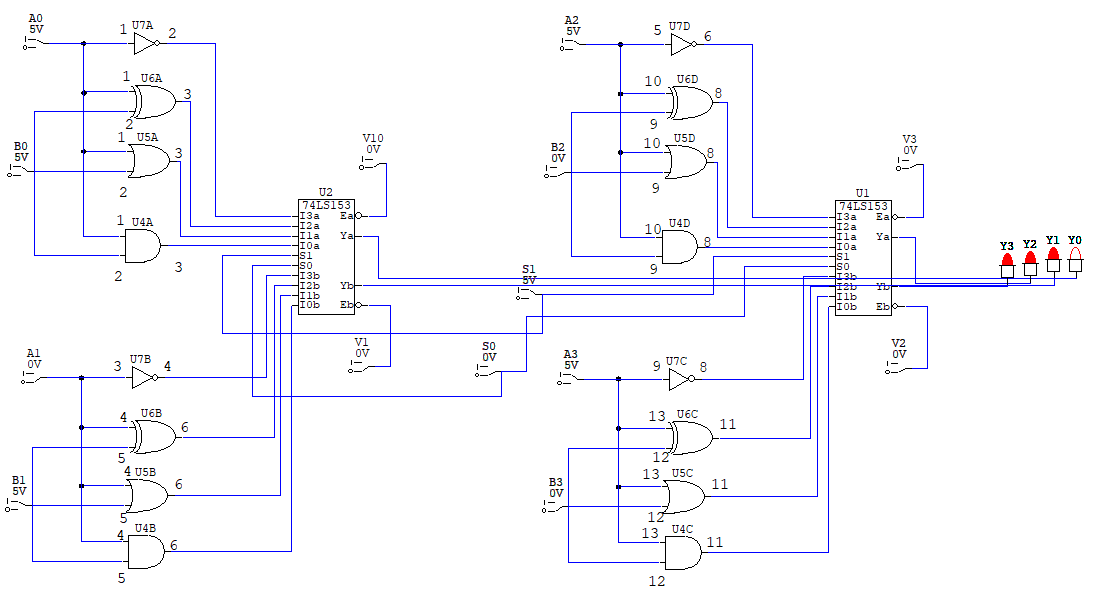 A0
5V
1 U7A 2
1 U6A 3
2
B0
5V
1 U5A 3
2
1 U4A
2 3
V10
0V
U2
74LS153
I3a Ea
I2a
I1a Ya
I0a
S1
S0
I3b
I2b Yb
I1b
I0b Eb
V1
0V
A1
0V
3 U7B 4
4 U6B 6
5
B1
5V
4 U5B 6
5
4 U4B 6
5
S1
5V
S0
0V
A2
5V
5 U7D 6
10 U6D 8
9
B2
0V
10 U5D 8
9
10 U4D 8
9
V3
0V
U1
74LS153
I3a Ea
I2a
I1a Ya
I0a
S1
S0
I3b
I2b Yb
I1b
I0b Eb
V2
0V
Y3 Y2 Y1 Y0
A3
5V
9 U7C 8
13 U6C 11
12
B3
0V
13 U5C 11
12
13 U4C 11
12